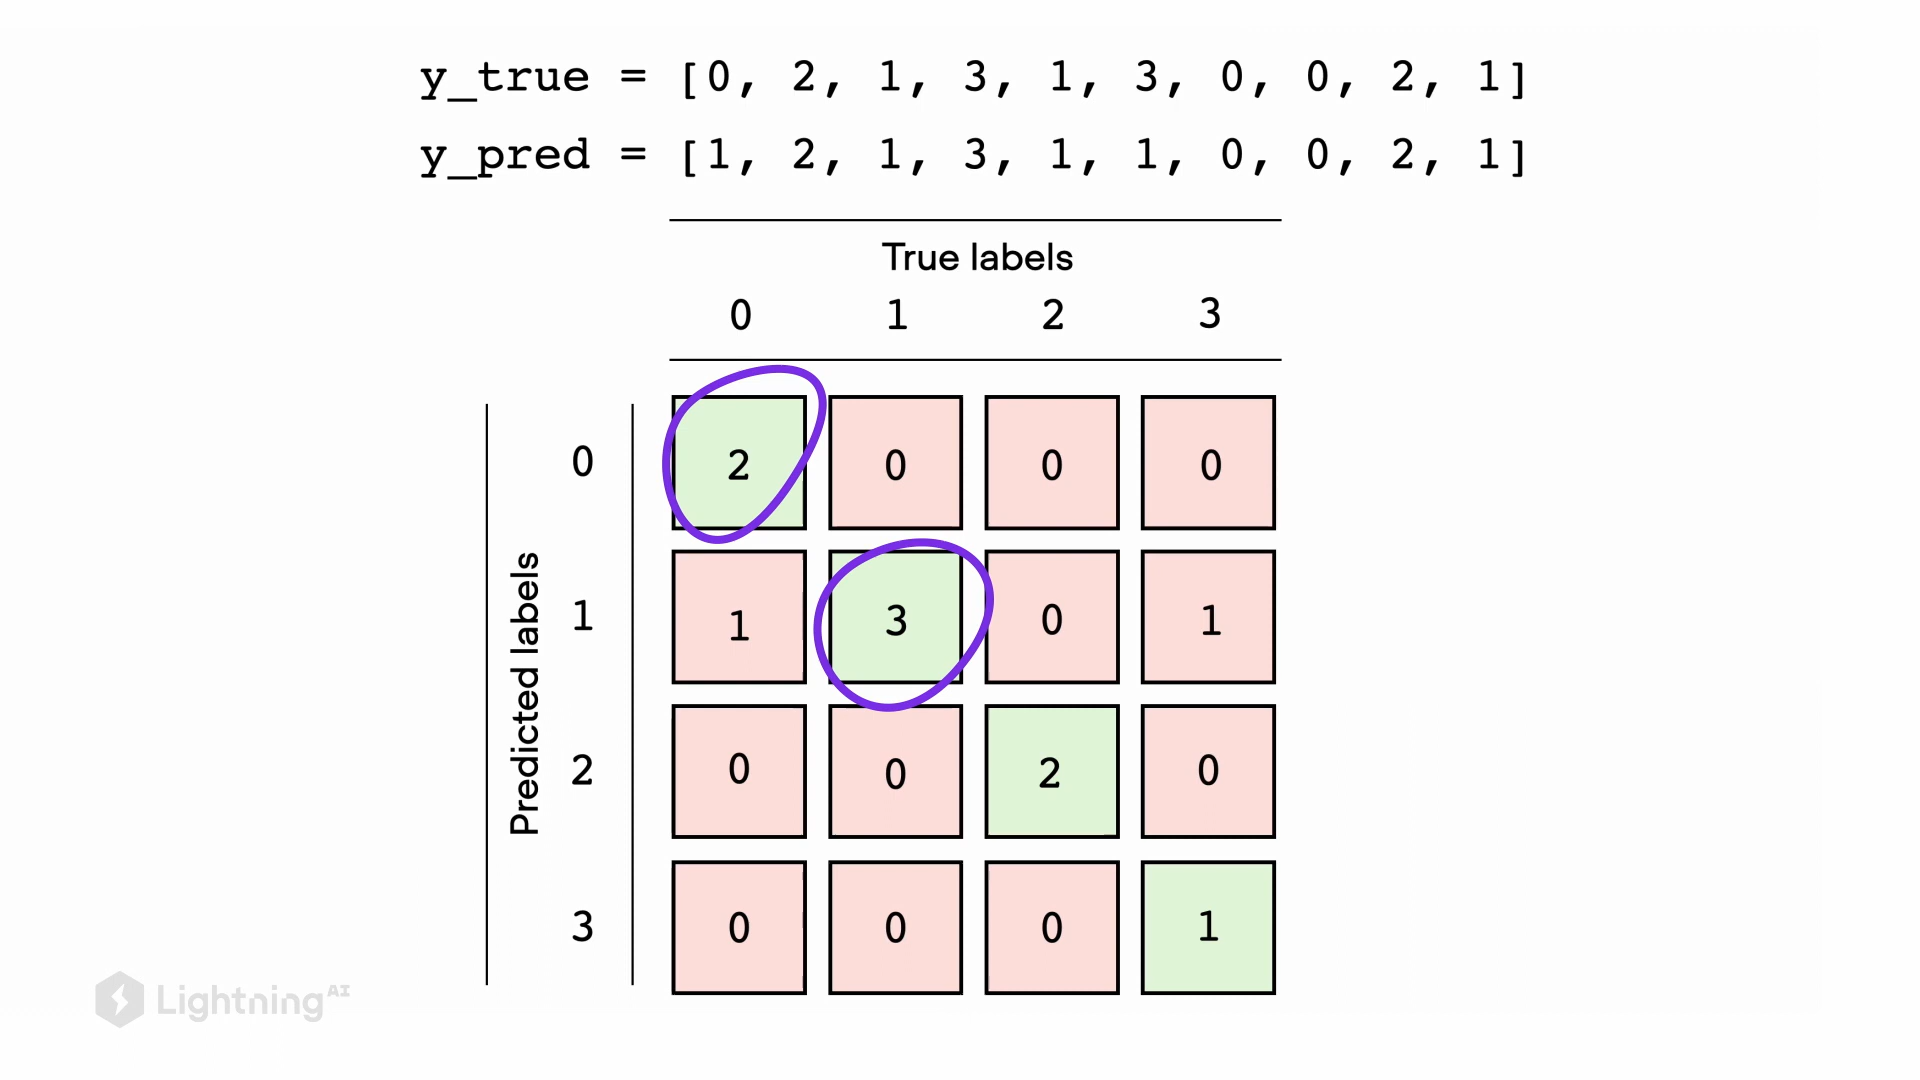 y_true = [0, 2, 1, 3, 1, 3, 0, 0, 2, 1]
y_pred = [1, 2, 1, 3, 1, 1, 0, 0, 2, 1]
True labels
0 1 2 3
Predicted labels
0 2 0 0 0
1 1 3 0 1
2 0 0 2 0
3 0 0 0 1
Lightning AI